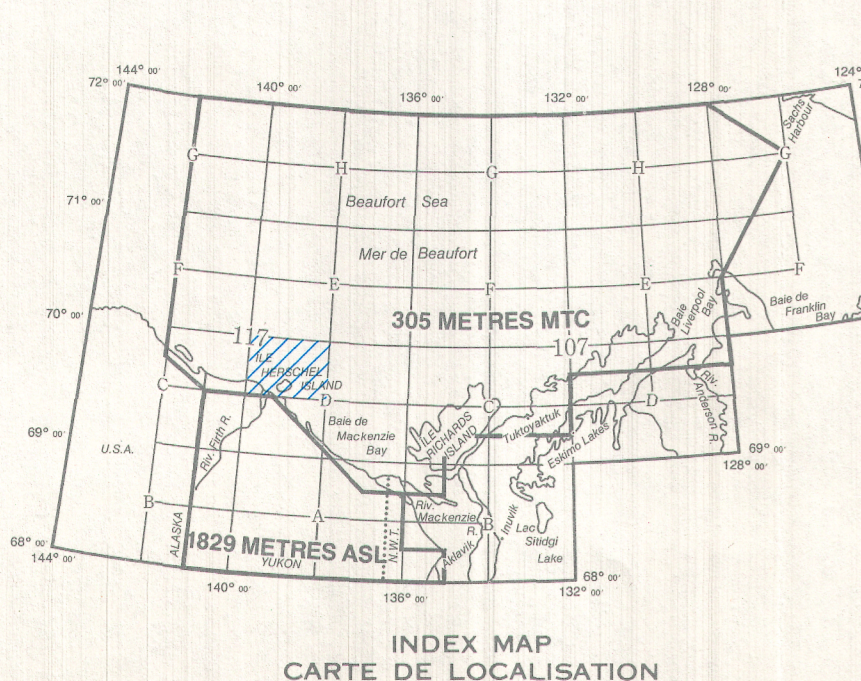 144° 00′
72° 00′
140° 00′
136° 00′
132° 00′
128° 00′
124°
Sachs
Harbour
G
H
G
H
G
71° 00′
Beaufort Sea
Mer de Beaufort
F
E
F
E
F
70° 00′
305 METRES MTC
Baie
Liverpool
Bay
Baie de
Franklin
Bay
117
107
ILE
HERSCHEL
ISLAND
C
D
C
D
Riv.
Anderson R.
ILE
RICHARDS
ISLAND
Tuktoyaktuk
Eskimo Lakes
Baie de
Mackenzie
Bay
Riv. Firth R.
69° 00′
U.S.A.
69° 00′
128° 00′
B
A
B
Riv.
Mackenzie
R.
Inuvik
Lac
Sitidgi
Lake
ALASKA
1829 METRES ASL
YUKON
N.W.T.
Aklavik
68° 00′
144° 00′
140° 00′
136° 00′
68° 00′
132° 00′
INDEX MAP
CARTE DE LOCALISATION